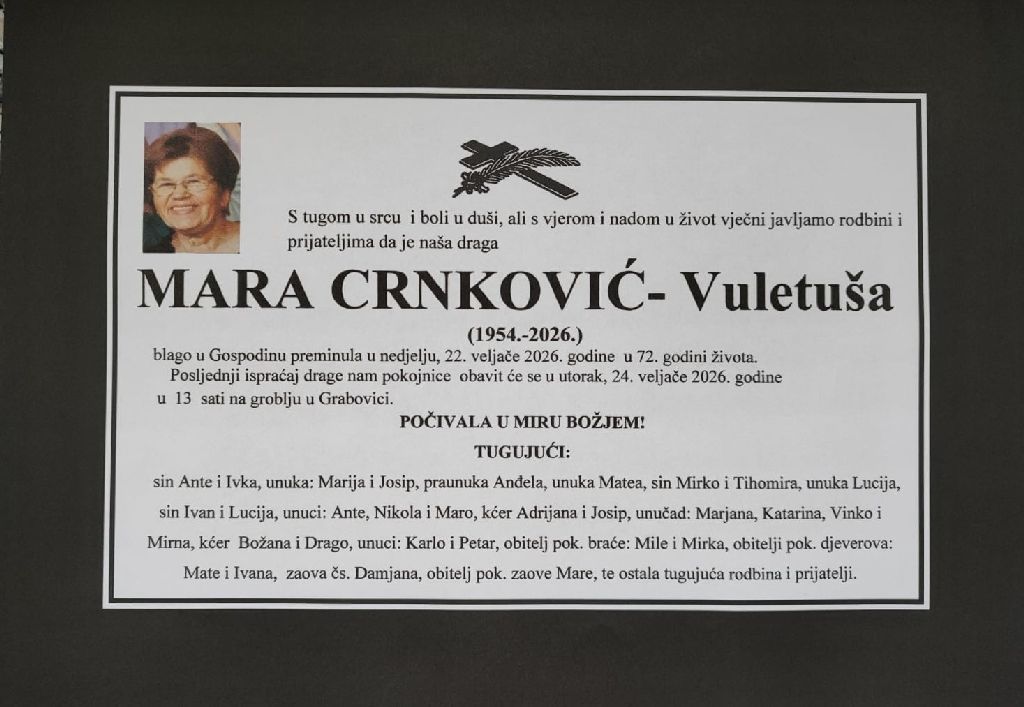 S tugom u srcu i boli u duši, ali s vjerom i nadom u život vječni javljamo rodbini i
prijateljima da je naša draga
MARA CRNKOVIĆ- Vuletuša
(1954.-2026.)
blago u Gospodinu preminula u nedjelju, 22. veljače 2026. godine u 72. godini života.
Posljednji ispraćaj drage nam pokojnice obavit će se u utorak, 24. veljače 2026. godine
u 13 sati na groblju u Grabovici.
POČIVALA U MIRU BOŽJEM!
TUGUJUĆI:
sin Ante i Ivka, unuka: Marija i Josip, praunuka Anđela, unuka Matea, sin Mirko i Tihomira, unuka Lucija,
sin Ivan i Lucija, unuci: Ante, Nikola i Maro, kćer Adrijana i Josip, unučad: Marjana, Katarina, Vinko i
Mirna, kćer Božana i Drago, unuci: Karlo i Petar, obitelj pok. braće: Mile i Mirka, obitelji pok. djeverova:
Mate i Ivana, zaova čs. Damjana, obitelj pok. zaove Mare, te ostala tugujuća rodbina i prijatelji.